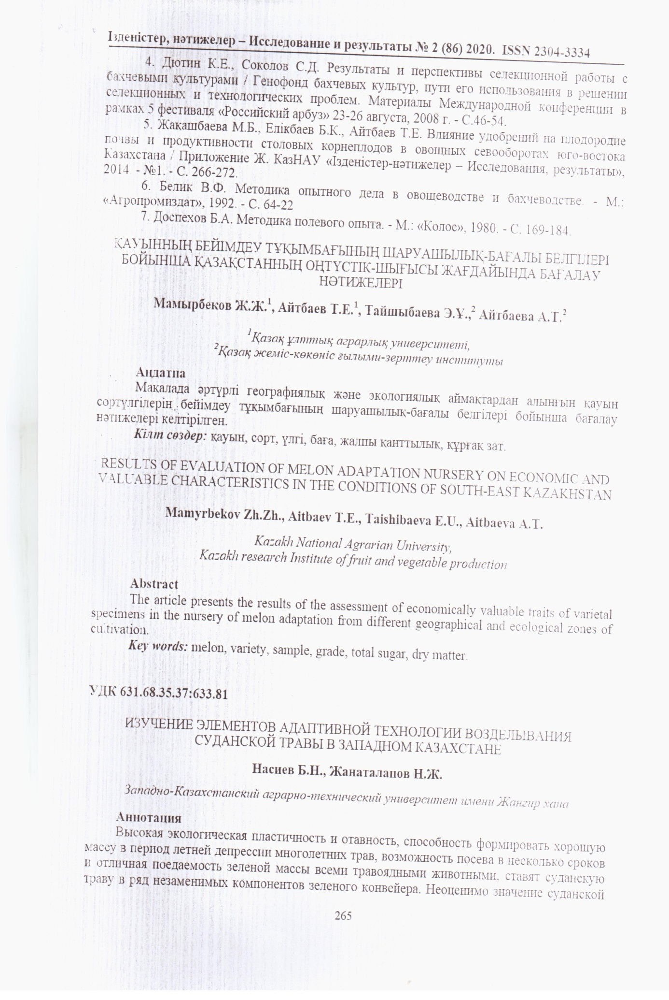 Ізденістер, нәтижелер – Исследование и результаты № 2 (86) 2020. ISSN 2304-3334
4. Дютин К.Е., Соколов С.Д. Результаты и перспективы селекционной работы с
бахчевыми культурами / Генофонд бахчевых культур, пути его использования в решении
селекционных и технологических проблем. Материалы Международной конференции в
рамках 5 фестиваля «Российский арбуз» 23-26 августа, 2008 г. - С.46-54.
5. Жакашбаева М.Б., Елікбаев Б.К., Айтбаев Т.Е. Влияние удобрений на плодородие
почвы и продуктивности столовых корнеплодов в овощных севооборотах юго-востока
Казахстана / Приложение Ж. КазНАУ «Ізденістер-нәтижелер – Исследования, результаты»,
2014. - №1. - С. 266-272.
6. Белик В.Ф. Методика опытного дела в овощеводстве и бахчеводстве. - М.:
«Агропромиздат», 1992. - С. 64-22
7. Доспехов Б.А. Методика полевого опыта. - М.: «Колос», 1980. - С. 169-184.
ҚАУЫННЫҢ БЕЙІМДЕУ ТҰҚЫМБАҒЫНЫҢ ШАРУАШЫЛЫҚ-БАҒАЛЫ БЕЛГІЛЕРІ
БОЙЫНША ҚАЗАҚСТАННЫҢ ОҢТҮСТІК-ШЫҒЫСЫ ЖАҒДАЙЫНДА БАҒАЛАУ
НӘТИЖЕЛЕРІ
Мамырбеков Ж.Ж.¹, Айтбаев Т.Е.¹, Тайшыбаева Э.Ұ.,² Айтбаева А.Т.²
¹Қазақ ұлттық аграрлық университеті,
²Қазақ жеміс-көкөніс ғылыми-зерттеу институты
Аңдатпа
Мақалада әртүрлі географиялық және экологиялық аймақтардан алынғын қауын
сортүлгілерің бейімдеу тұқымбағының шаруашылық-бағалы белгілері бойынша бағалау
нәтижелері келтірілген.
Кілт сөздер: қауын, сорт, үлгі, баға, жалпы қанттылық, құрғақ зат.
RESULTS OF EVALUATION OF MELON ADAPTATION NURSERY ON ECONOMIC AND
VALUABLE CHARACTERISTICS IN THE CONDITIONS OF SOUTH-EAST KAZAKHSTAN
Mamyrbekov Zh.Zh., Aitbaev T.E., Taishibaeva E.U., Aitbaeva A.T.
Kazakh National Agrarian University,
Kazakh research Institute of fruit and vegetable production
Abstract
The article presents the results of the assessment of economically valuable traits of varietal
specimens in the nursery of melon adaptation from different geographical and ecological zones of
cultivation.
Key words: melon, variety, sample, grade, total sugar, dry matter.
УДК 631.68.35.37:633.81
ИЗУЧЕНИЕ ЭЛЕМЕНТОВ АДАПТИВНОЙ ТЕХНОЛОГИИ ВОЗДЕЛЫВАНИЯ
СУДАНСКОЙ ТРАВЫ В ЗАПАДНОМ КАЗАХСТАНЕ
Насиев Б.Н., Жанаталапов Н.Ж.
Западно-Казахстанский аграрно-технический университет имени Жангир хана
Аннотация
Высокая экологическая пластичность и отавность, способность формировать хорошую
массу в период летней депрессии многолетних трав, возможность посева в несколько сроков
и отличная поедаемость зеленой массы всеми травоядными животными, ставят суданскую
траву в ряд незаменимых компонентов зеленого конвейера. Неоценимо значение суданской
265